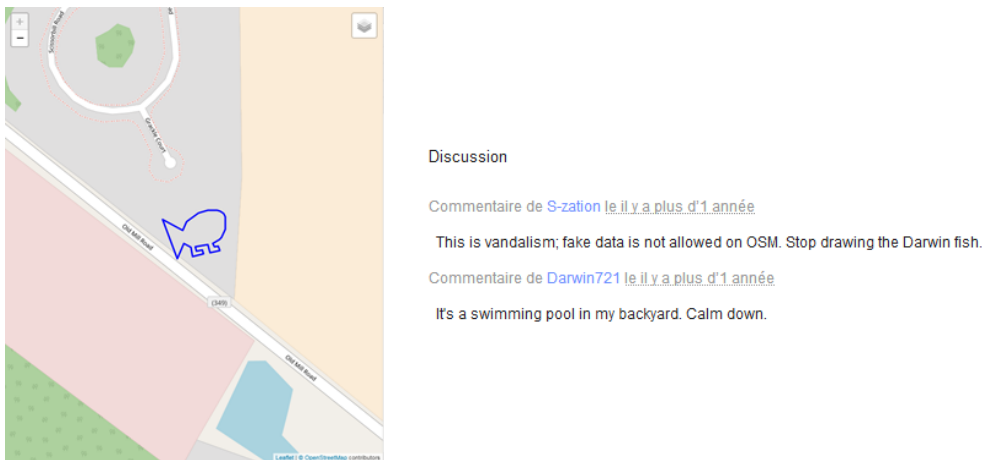 +
−
Skinnerhill Road
Grackle Court
Old Mill Road
(349)
Old Mill Road
Leaflet | © OpenStreetMap contributors
Discussion
Commentaire de S-zation le il y a plus d'1 année
This is vandalism; fake data is not allowed on OSM. Stop drawing the Darwin fish.
Commentaire de Darwin721 le il y a plus d'1 année
It's a swimming pool in my backyard. Calm down.